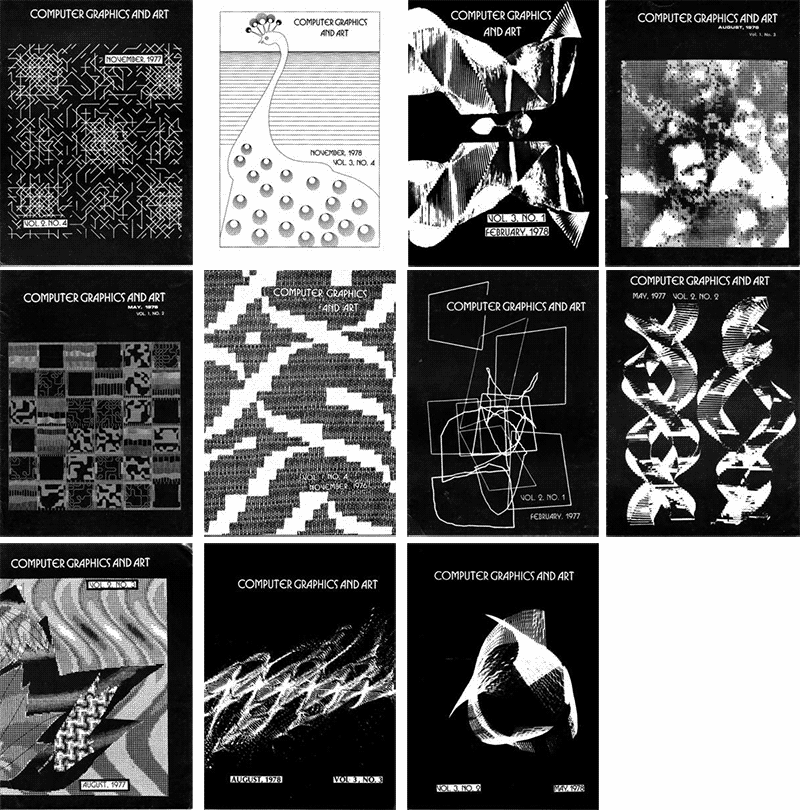 COMPUTER GRAPHICS AND ART
NOVEMBER, 1977
VOL. 2, NO. 4
COMPUTER GRAPHICS
AND ART
NOVEMBER, 1978
VOL. 3, NO. 4
COMPUTER GRAPHICS
AND ART
VOL. 3, NO. 1
FEBRUARY, 1978
COMPUTER GRAPHICS AND ART
AUGUST, 1976
Vol. 1, No. 3
COMPUTER GRAPHICS AND ART
MAY, 1976
VOL. 1, NO. 2
COMPUTER GRAPHICS
AND ART
VOL. 1, NO. 4
NOVEMBER, 1976
COMPUTER GRAPHICS AND ART
VOL. 2, NO. 1
FEBRUARY, 1977
COMPUTER GRAPHICS AND ART
MAY, 1977 VOL. 2, NO. 2
COMPUTER GRAPHICS AND ART
VOL. 2, NO. 3
AUGUST, 1977
COMPUTER GRAPHICS AND ART
AUGUST, 1978 VOL. 3, NO. 3
COMPUTER GRAPHICS AND ART
VOL. 3, NO. 2 MAY, 1978